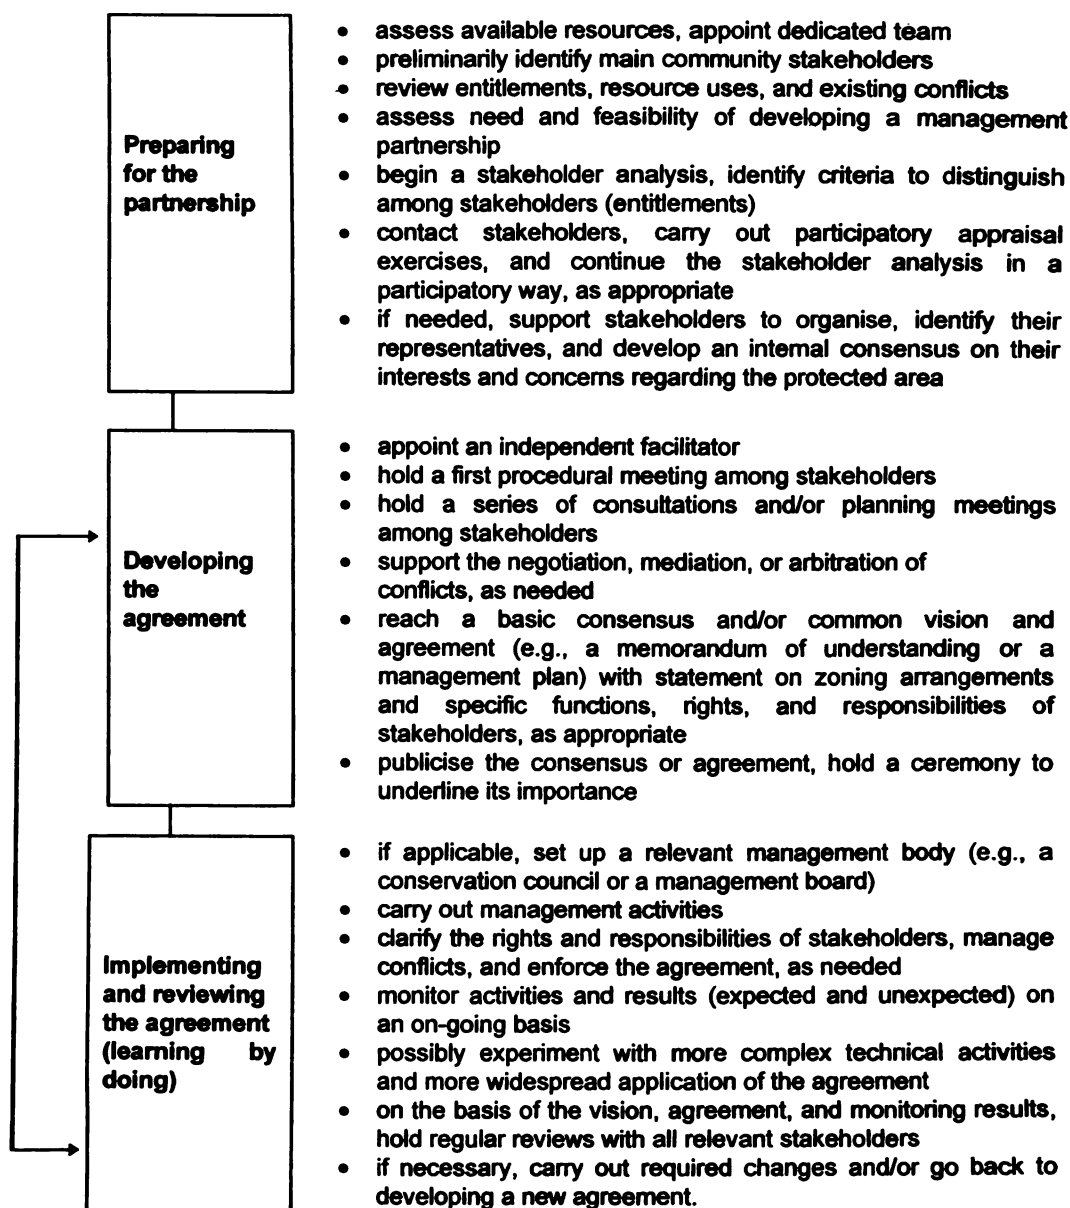 Preparing
for the
partnership
• assess available resources, appoint dedicated team
• preliminarily identify main community stakeholders
• review entitlements, resource uses, and existing conflicts
• assess need and feasibility of developing a management
partnership
• begin a stakeholder analysis, identify criteria to distinguish
among stakeholders (entitlements)
• contact stakeholders, carry out participatory appraisal
exercises, and continue the stakeholder analysis in a
participatory way, as appropriate
• if needed, support stakeholders to organise, identify their
representatives, and develop an internal consensus on their
interests and concerns regarding the protected area
Developing
the
agreement
• appoint an independent facilitator
• hold a first procedural meeting among stakeholders
• hold a series of consultations and/or planning meetings
among stakeholders
• support the negotiation, mediation, or arbitration of
conflicts, as needed
• reach a basic consensus and/or common vision and
agreement (e.g., a memorandum of understanding or a
management plan) with statement on zoning arrangements
and specific functions, rights, and responsibilities of
stakeholders, as appropriate
• publicise the consensus or agreement, hold a ceremony to
underline its importance
Implementing
and reviewing
the agreement
(learning by
doing)
• if applicable, set up a relevant management body (e.g., a
conservation council or a management board)
• carry out management activities
• clarify the rights and responsibilities of stakeholders, manage
conflicts, and enforce the agreement, as needed
• monitor activities and results (expected and unexpected) on
an on-going basis
• possibly experiment with more complex technical activities
and more widespread application of the agreement
• on the basis of the vision, agreement, and monitoring results,
hold regular reviews with all relevant stakeholders
• if necessary, carry out required changes and/or go back to
developing a new agreement.